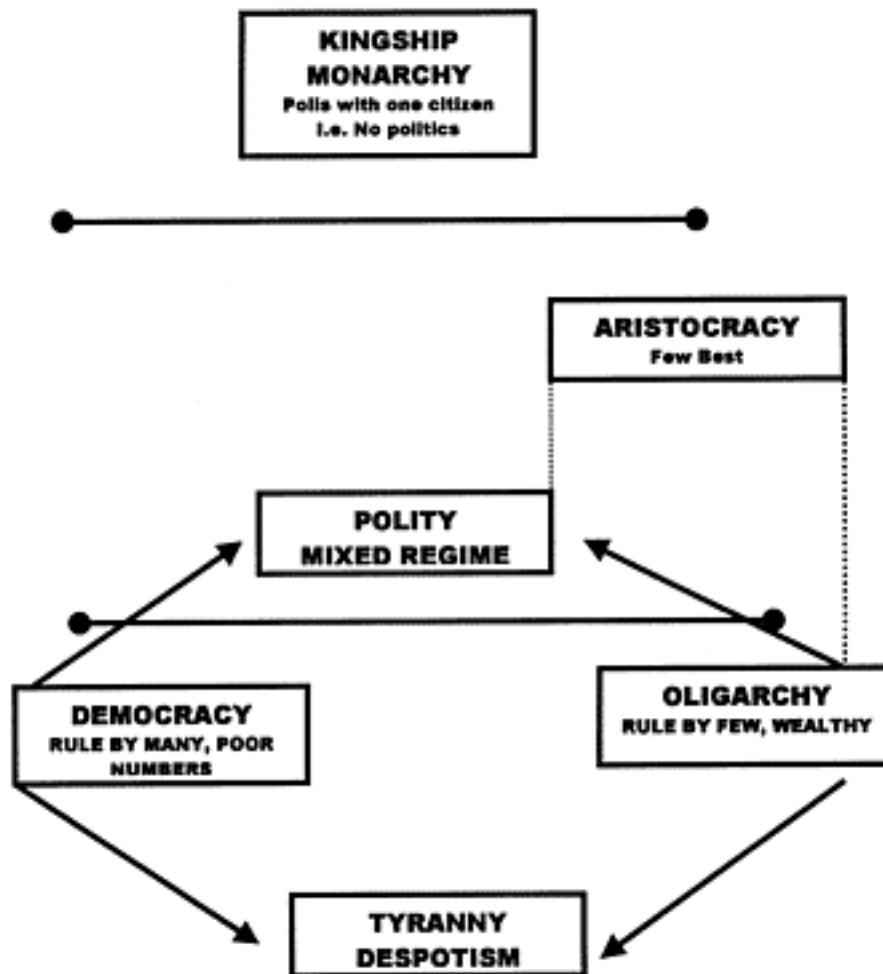 KINGSHIP
MONARCHY
Polis with one citizen
i.e. No politics
ARISTOCRACY
Few Best
POLITY
MIXED REGIME
DEMOCRACY
RULE BY MANY, POOR
NUMBERS
OLIGARCHY
RULE BY FEW, WEALTHY
TYRANNY
DESPOTISM